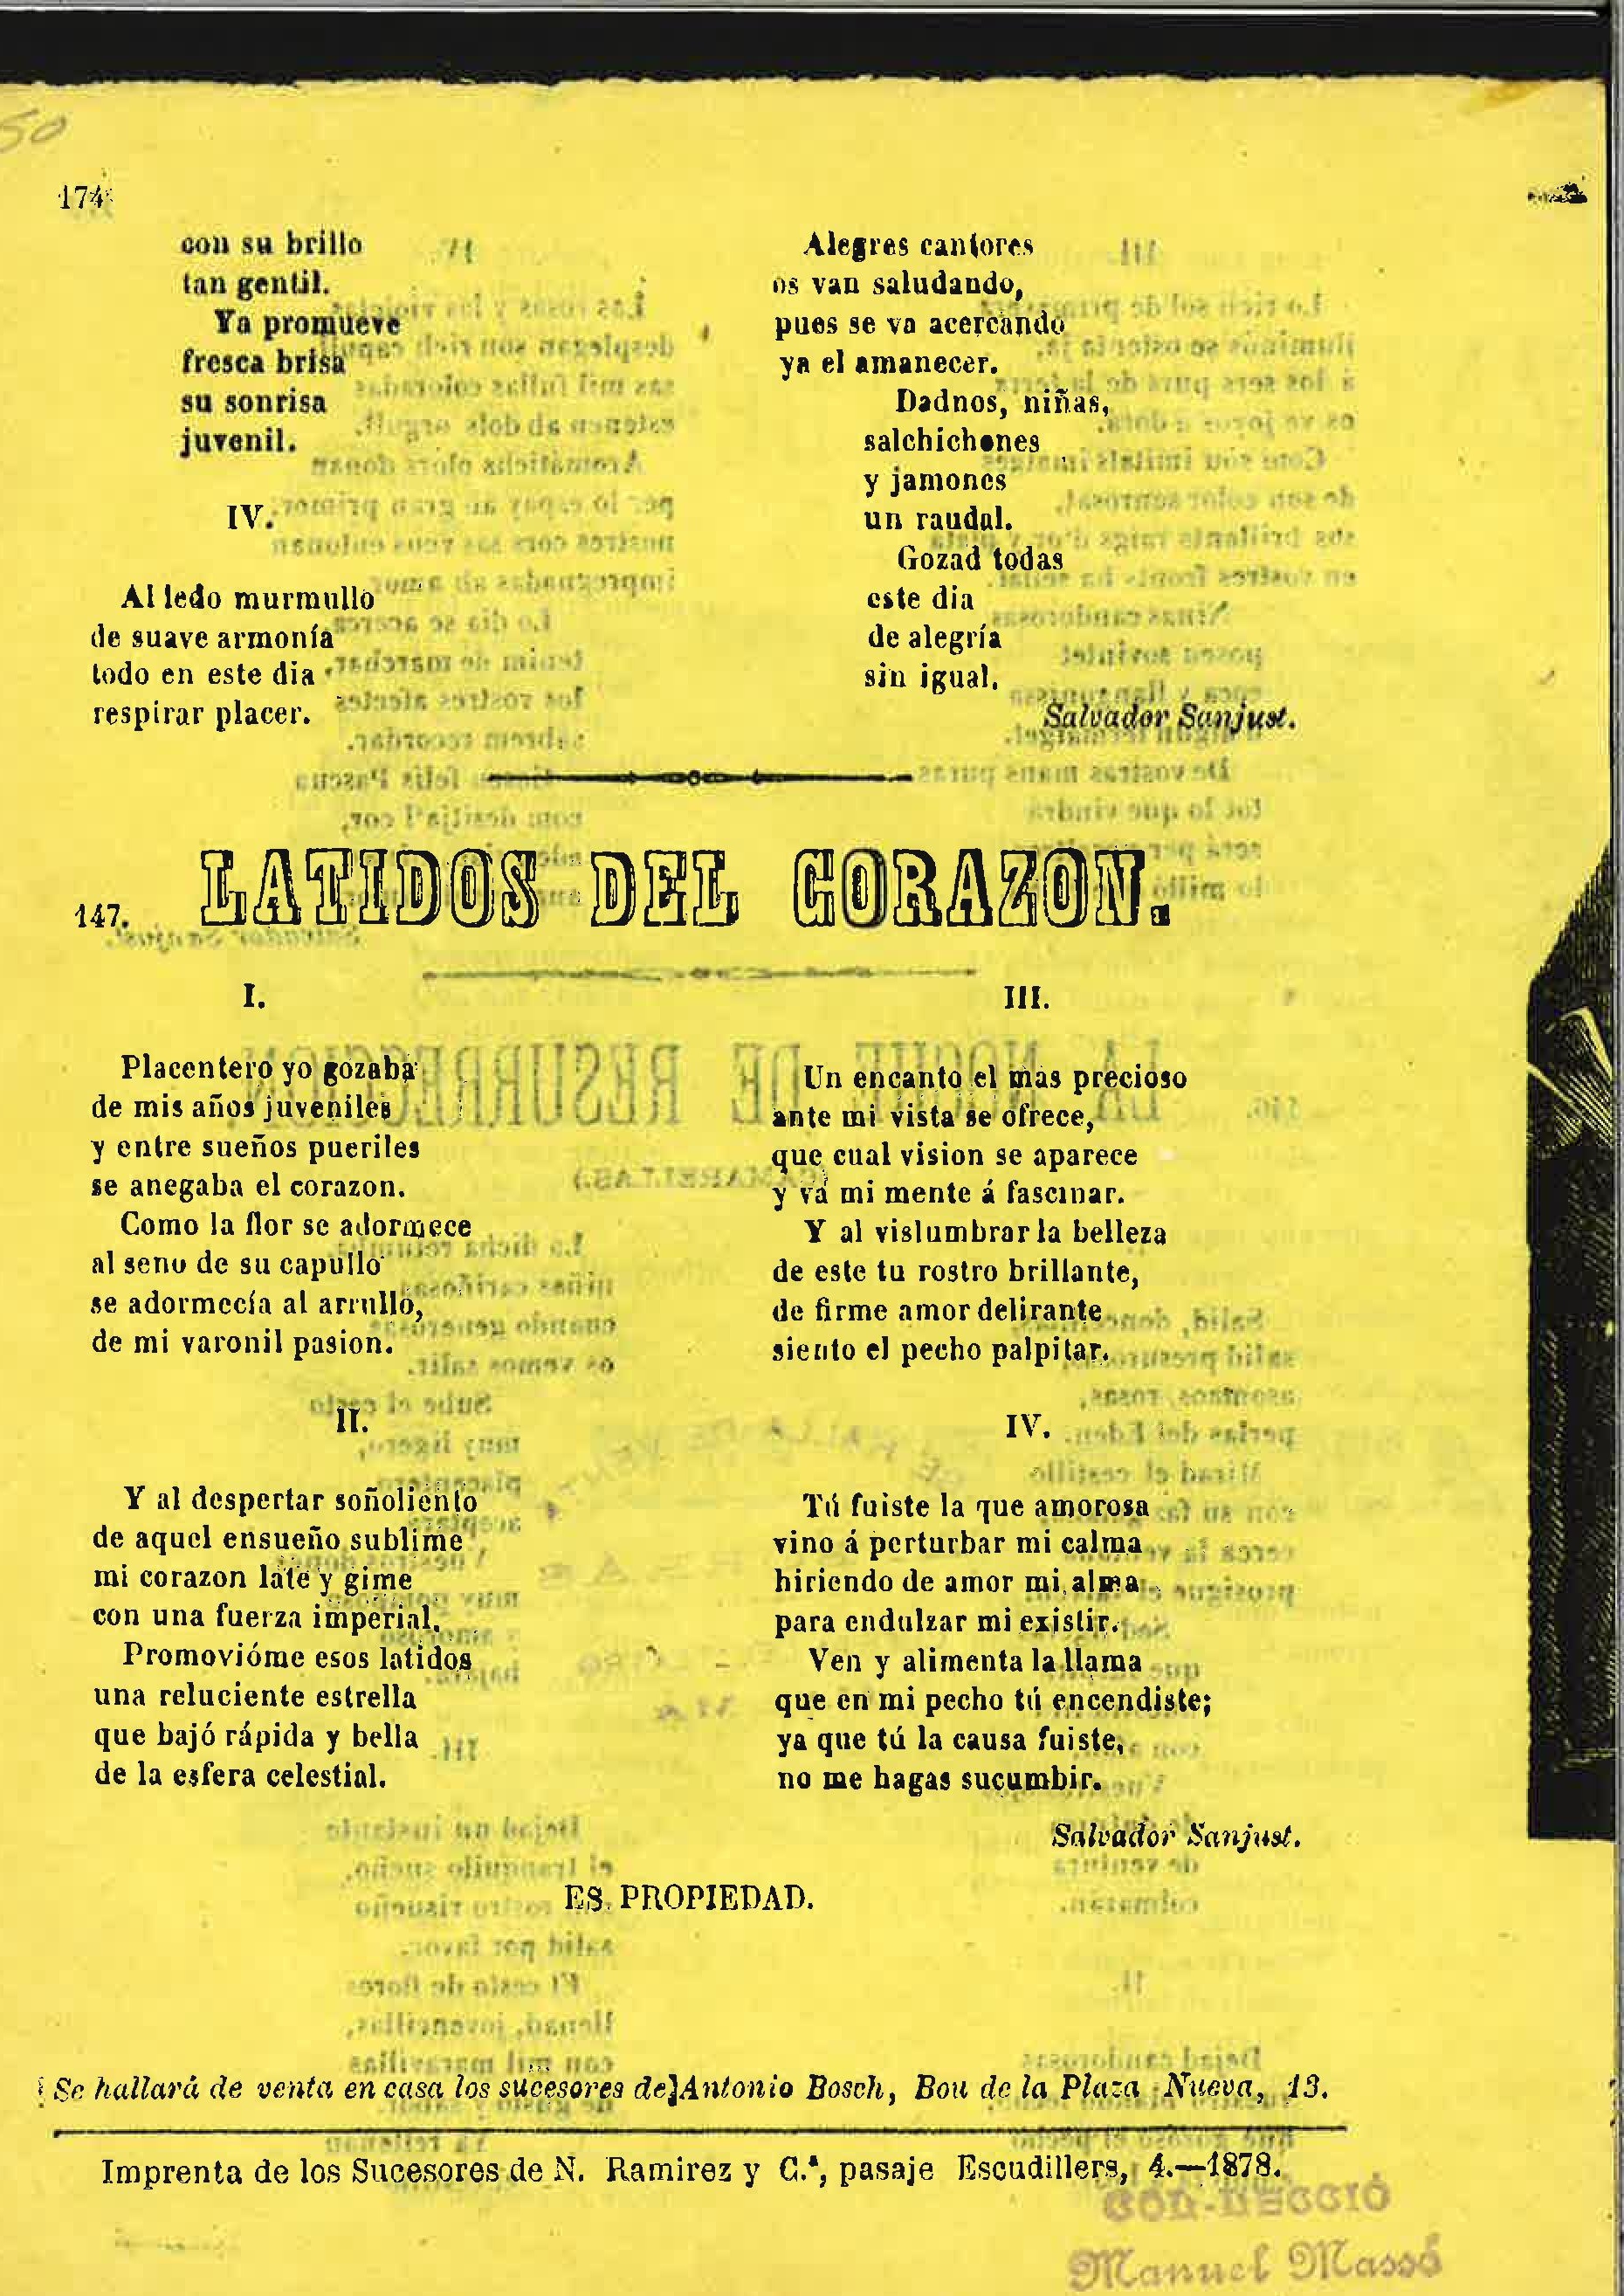 50
174
con su brillo
tan gentil.
Ya promueve
fresca brisa
su sonrisa
juvenil.
IV.
Al ledo murmullo
de suave armonía
todo en este dia
respirar placer.
Alegres cantores
os van saludando,
pues se va acercando
ya el amanecer.
Dadnos, niñas,
salchichones
y jamones
un raudal.
Gozad todas
este dia
de alegría
sin igual.
Salvador Sanjust.
147. LATIDOS DEL CORAZON.
I.
Placentero yo gozaba
de mis años juveniles
y entre sueños pueriles
se anegaba el corazon.
Como la flor se adormece
al seno de su capullo
se adormecía al arrullo,
de mi varonil pasion.
II.
Y al despertar soñoliento
de aquel ensueño sublime
mi corazon late y gime
con una fuerza imperial.
Promovióme esos latidos
una reluciente estrella
que bajó rápida y bella
de la esfera celestial.
III.
Un encanto el mas precioso
ante mi vista se ofrece,
que cual vision se aparece
y vá mi mente á fascinar.
Y al vislumbrar la belleza
de este tu rostro brillante,
de firme amor delirante
siento el pecho palpitar.
IV.
Tú fuiste la que amorosa
vino á perturbar mi calma
hiriendo de amor mi alma
para endulzar mi existir.
Ven y alimenta la llama
que en mi pecho tú encendiste;
ya que tú la causa fuiste,
no me hagas sucumbir.
Salvador Sanjust.
ES PROPIEDAD.
Se hallará de venta en casa los sucesores de Antonio Bosch, Bou de la Plaza Nueva, 13.
Imprenta de los Sucesores de N. Ramirez y C.ª, pasaje Escudillers, 4.—1878.
COL·LECCIÓ
Manuel Massó